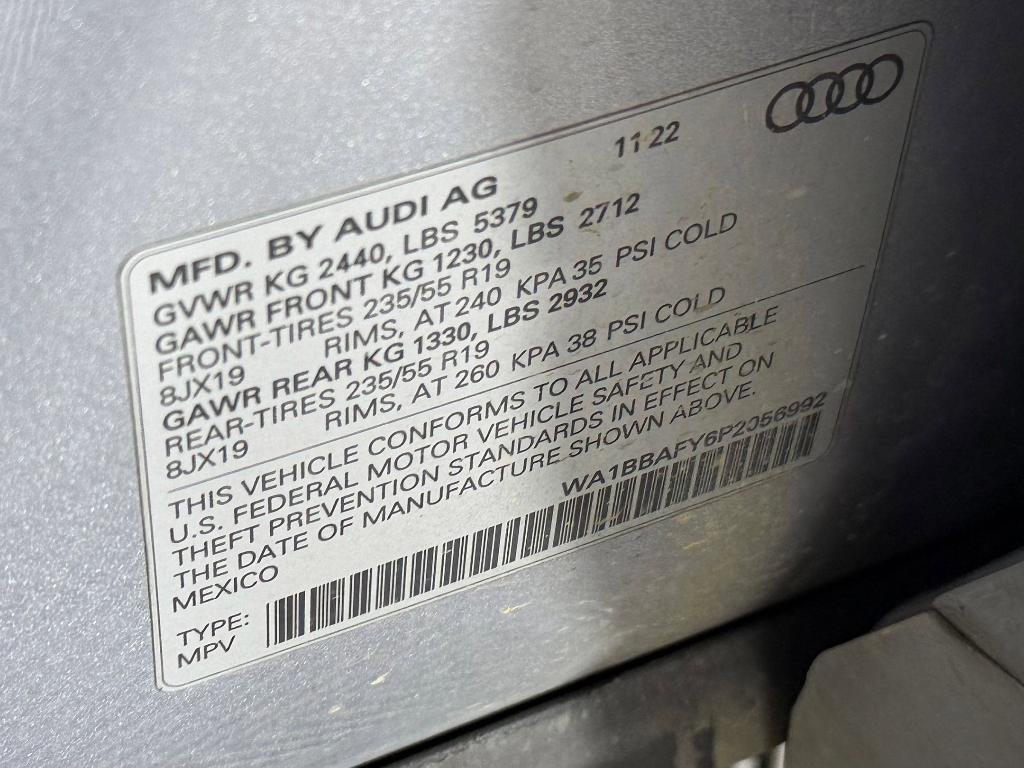 11 22
MFD. BY AUDI AG
GVWR KG 2440, LBS 5379
GAWR FRONT KG 1230, LBS 2712
FRONT-TIRES 235/55 R19
8JX19 RIMS, AT 240 KPA 35 PSI COLD
GAWR REAR KG 1330, LBS 2932
REAR-TIRES 235/55 R19
8JX19 RIMS, AT 260 KPA 38 PSI COLD
THIS VEHICLE CONFORMS TO ALL APPLICABLE
U.S. FEDERAL MOTOR VEHICLE SAFETY AND
THEFT PREVENTION STANDARDS IN EFFECT ON
THE DATE OF MANUFACTURE SHOWN ABOVE.
MEXICO
WA1BBAFY6P2056992
TYPE:
MPV